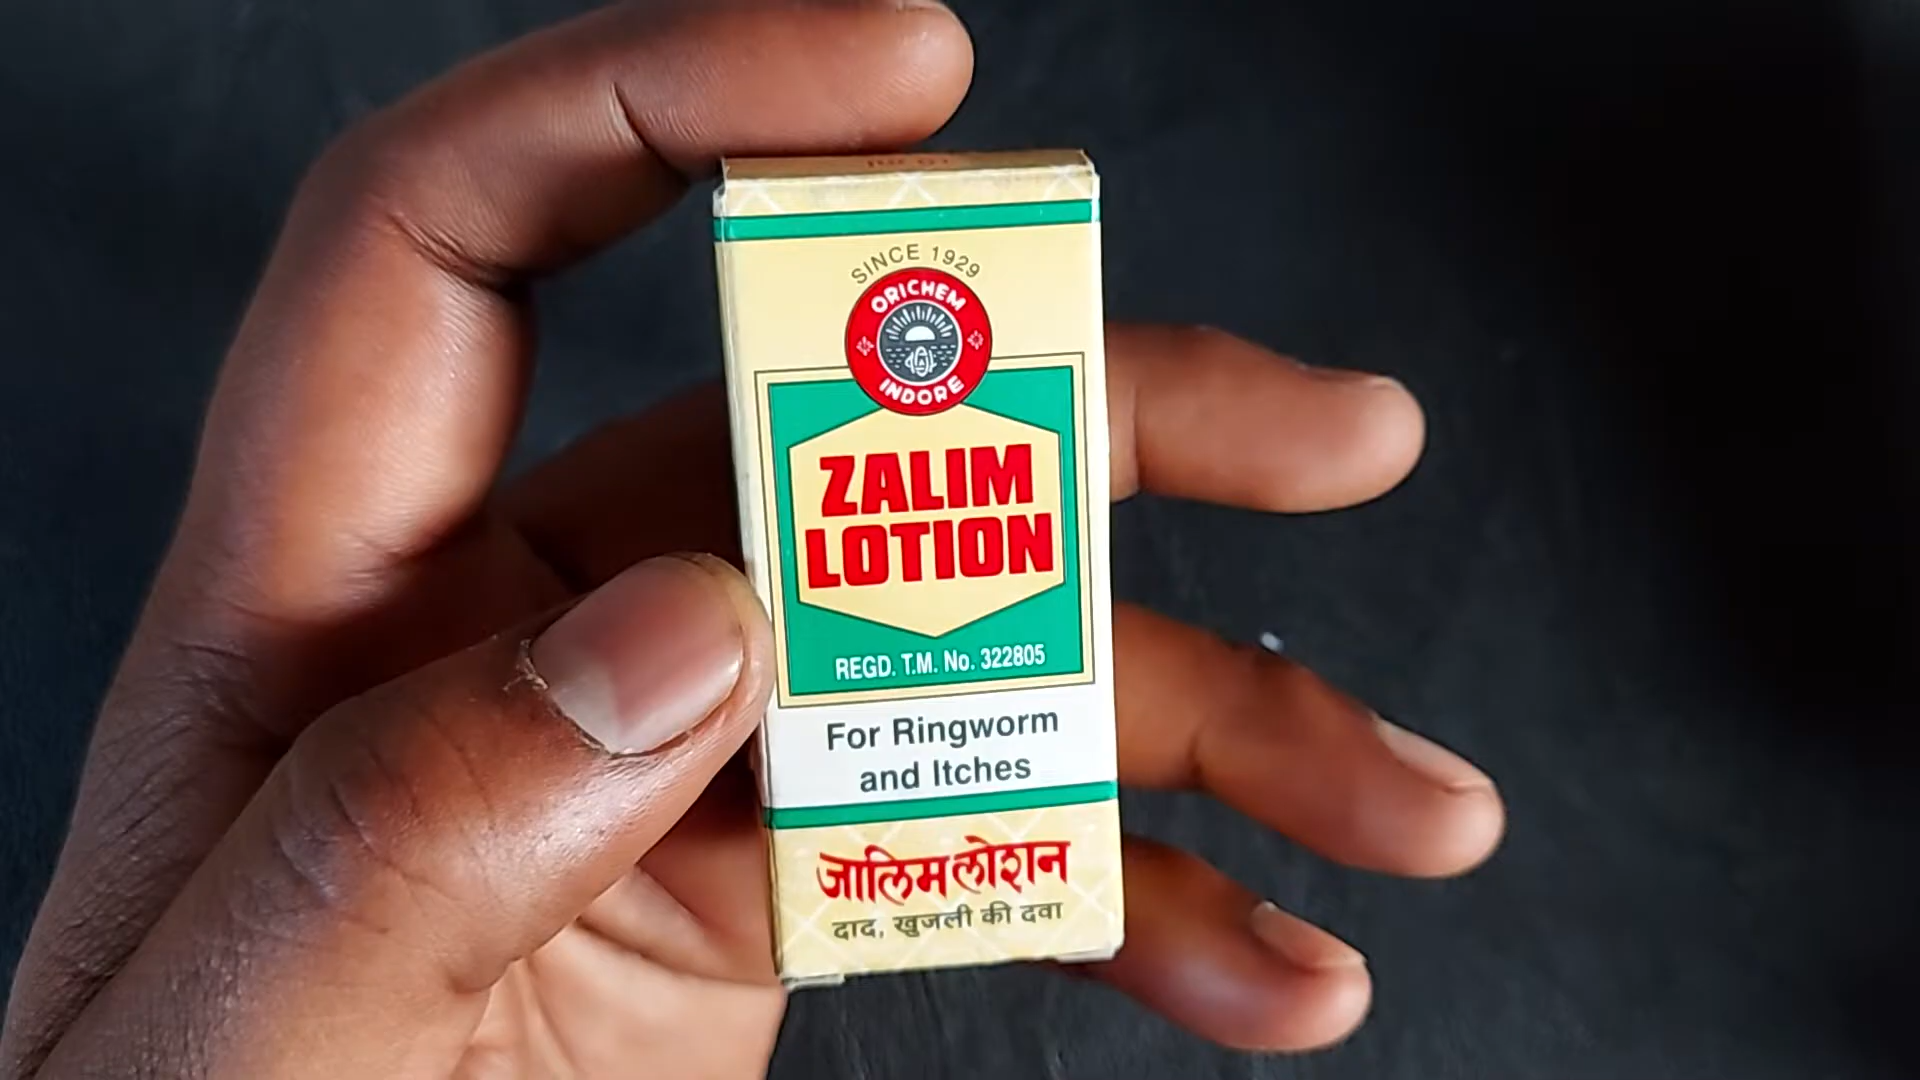 SINCE 1929
ORICHEM
INDORE
ZALIM
LOTION
REGD. T.M. No. 322805
For Ringworm
and Itches
जालिम लोशन
दाद, खुजली की दवा